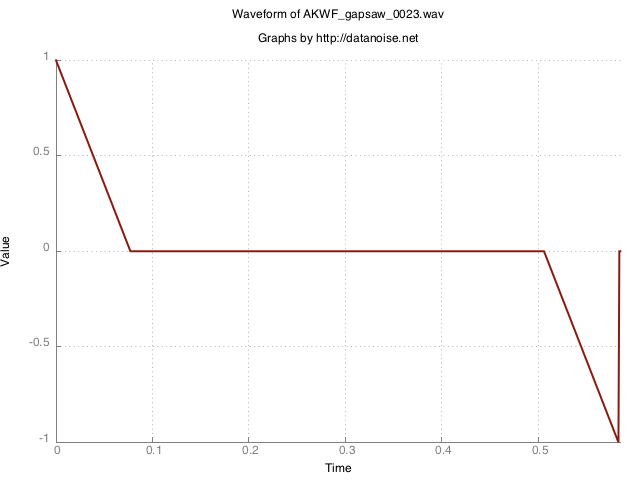 Waveform of AKWF_gapsaw_0023.wav
Graphs by http://datanoise.net
1
0.5
0
-0.5
-1
Value
0 0.1 0.2 0.3 0.4 0.5
Time